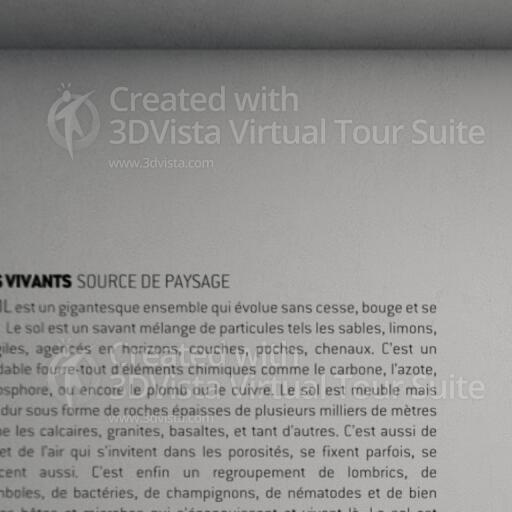 Created with
3DVista Virtual Tour Suite
www.3dvista.com
S VIVANTS SOURCE DE PAYSAGE
est un gigantesque ensemble qui évolue sans cesse, bouge et se
Le sol est un savant mélange de particules tels les sables, limons,
agencés en horizons, couches, poches, chenaux. C'est un
fourre-tout d'éléments chimiques comme le carbone, l'azote,
ou encore le plomb ou le cuivre. Le sol est meuble mais
dur sous forme de roches épaisses de plusieurs milliers de mètres
les calcaires, granites, basaltes, et tant d'autres. C'est aussi de
et de l'air qui s'invitent dans les porosités, se fixent parfois, se
aussi. C'est enfin un regroupement de lombrics, de
de bactéries, de champignons, de nématodes et de bien
Created with
3DVista Virtual Tour Suite
www.3dvista.com